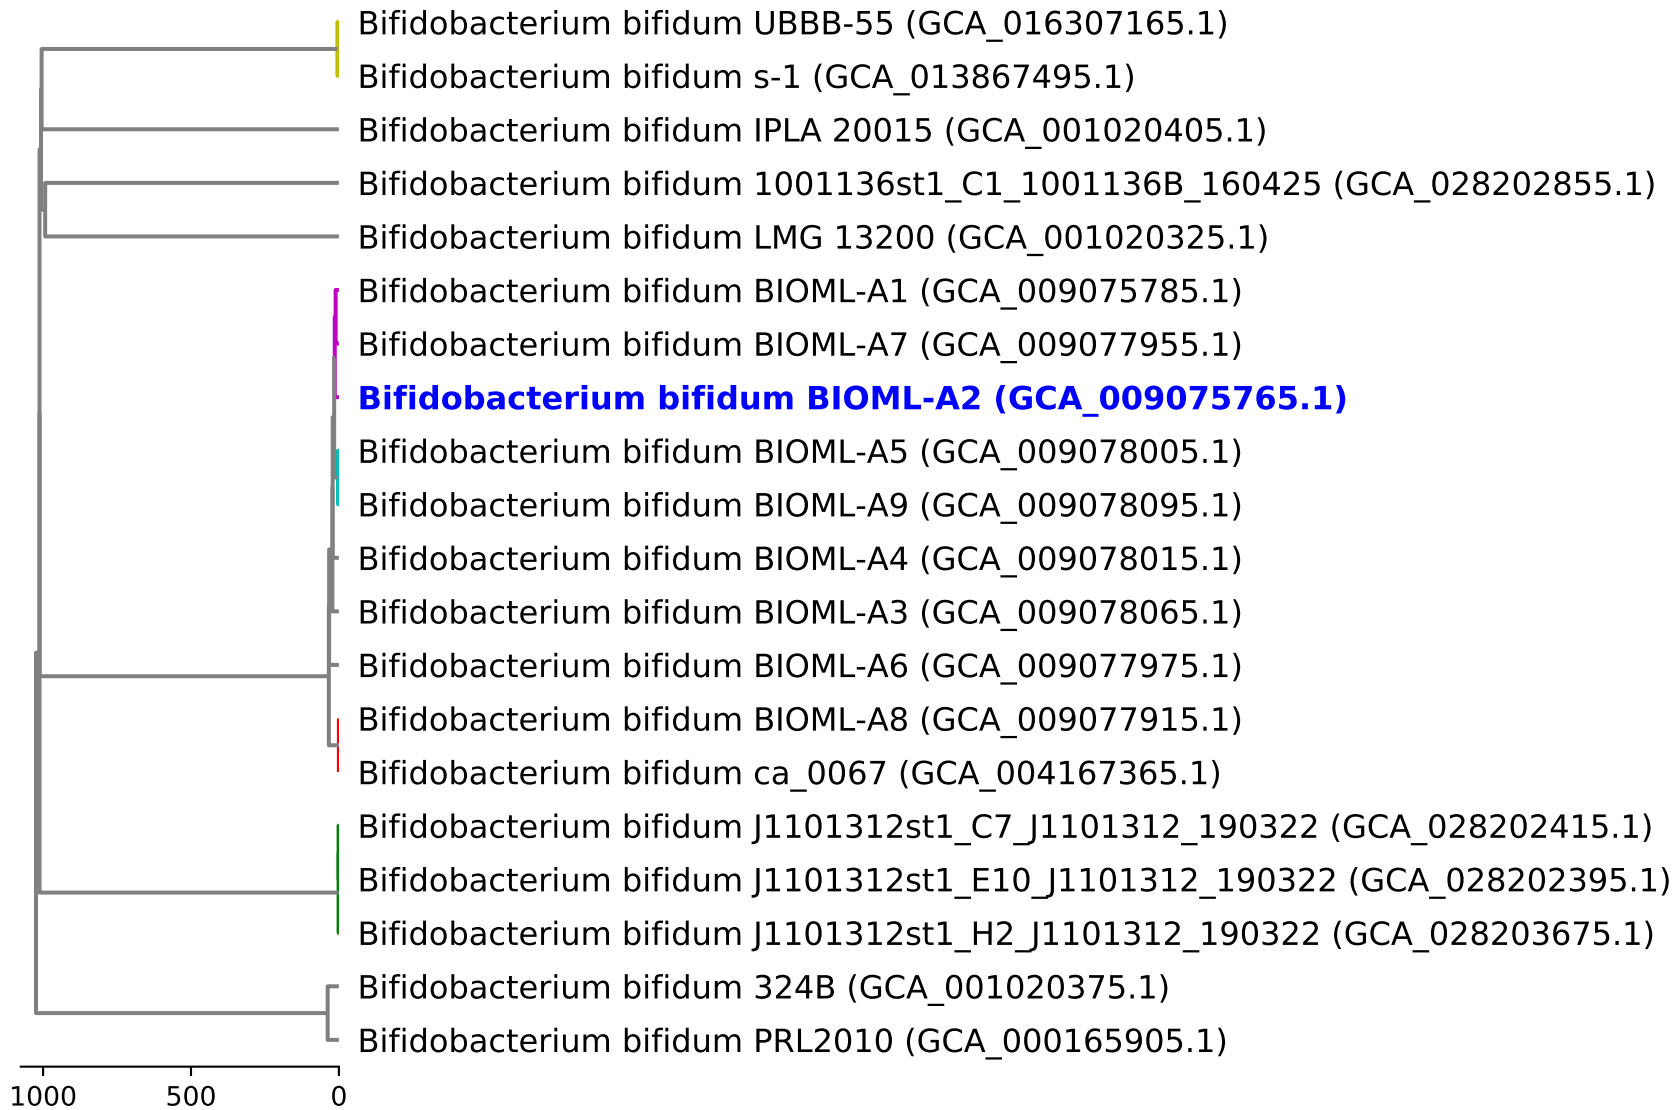 Bifidobacterium bifidum UBBB-55 (GCA_016307165.1)
Bifidobacterium bifidum s-1 (GCA_013867495.1)
Bifidobacterium bifidum IPLA 20015 (GCA_001020405.1)
Bifidobacterium bifidum 1001136st1_C1_1001136B_160425 (GCA_028202855.1)
Bifidobacterium bifidum LMG 13200 (GCA_001020325.1)
Bifidobacterium bifidum BIOML-A1 (GCA_009075785.1)
Bifidobacterium bifidum BIOML-A7 (GCA_009077955.1)
Bifidobacterium bifidum BIOML-A2 (GCA_009075765.1)
Bifidobacterium bifidum BIOML-A5 (GCA_009078005.1)
Bifidobacterium bifidum BIOML-A9 (GCA_009078095.1)
Bifidobacterium bifidum BIOML-A4 (GCA_009078015.1)
Bifidobacterium bifidum BIOML-A3 (GCA_009078065.1)
Bifidobacterium bifidum BIOML-A6 (GCA_009077975.1)
Bifidobacterium bifidum BIOML-A8 (GCA_009077915.1)
Bifidobacterium bifidum ca_0067 (GCA_004167365.1)
Bifidobacterium bifidum J1101312st1_C7_J1101312_190322 (GCA_028202415.1)
Bifidobacterium bifidum J1101312st1_E10_J1101312_190322 (GCA_028202395.1)
Bifidobacterium bifidum J1101312st1_H2_J1101312_190322 (GCA_028203675.1)
Bifidobacterium bifidum 324B (GCA_001020375.1)
Bifidobacterium bifidum PRL2010 (GCA_000165905.1)
1000 500 0